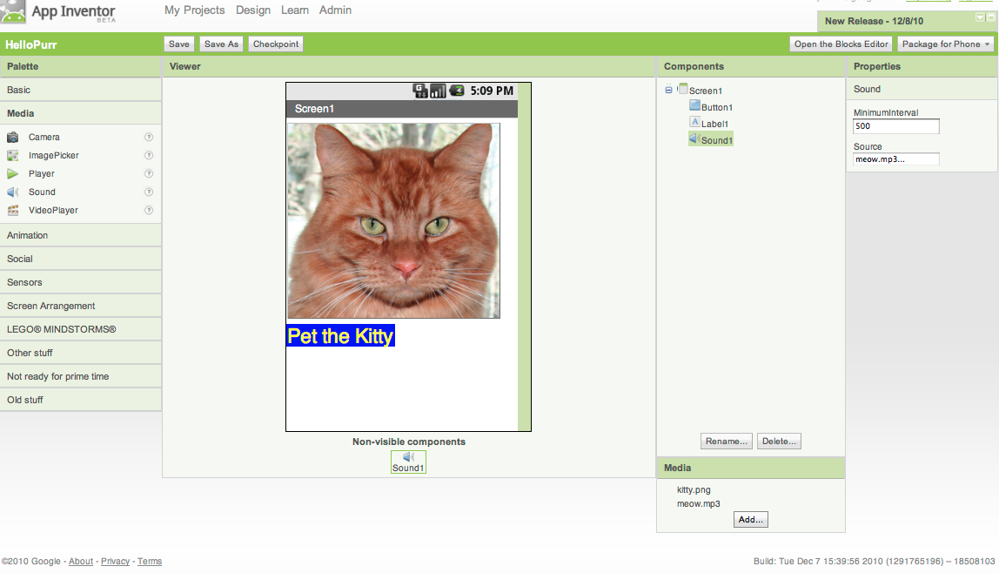 App Inventor
BETA
My Projects Design Learn Admin
New Release - 12/8/10
HelloPurr
Save Save As Checkpoint
Open the Blocks Editor Package for Phone
Palette
Basic
Media
Camera ?
ImagePicker ?
Player ?
Sound ?
VideoPlayer ?
Animation
Social
Sensors
Screen Arrangement
LEGO® MINDSTORMS®
Other stuff
Not ready for prime time
Old stuff
Viewer
G 5:09 PM
Screen1
Pet the Kitty
Non-visible components
Sound1
Components
Screen1
Button1
A Label1
Sound1
Rename... Delete...
Media
kitty.png
meow.mp3
Add...
Properties
Sound
MinimumInterval
500
Source
meow.mp3...
©2010 Google - About - Privacy - Terms
Build: Tue Dec 7 15:39:56 2010 (1291765196) -- 18508103